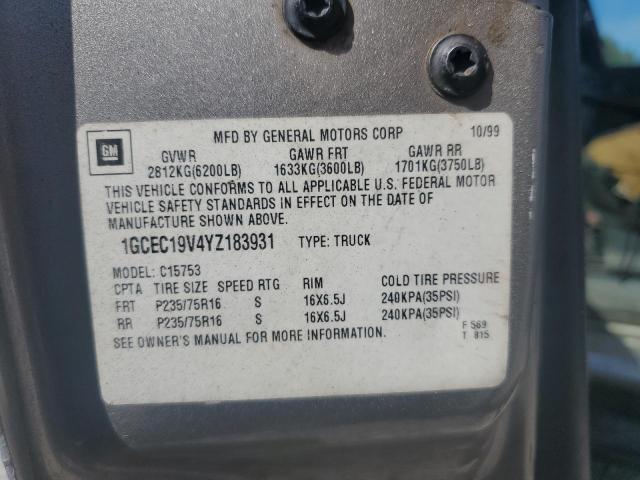 MFD BY GENERAL MOTORS CORP 10/99
GM
GVWR GAWR FRT GAWR RR
2812KG(6200LB) 1633KG(3600LB) 1701KG(3750LB)
THIS VEHICLE CONFORMS TO ALL APPLICABLE U.S. FEDERAL MOTOR
VEHICLE SAFETY STANDARDS IN EFFECT ON THE DATE OF
MANUFACTURE SHOWN ABOVE.
1GCEC19V4YZ183931 TYPE: TRUCK
MODEL: C15753
CPTA TIRE SIZE SPEED RTG RIM COLD TIRE PRESSURE
FRT P235/75R16 S 16X6.5J 240KPA(35PSI)
RR P235/75R16 S 16X6.5J 240KPA(35PSI)
SEE OWNER'S MANUAL FOR MORE INFORMATION.
F 569
T 815